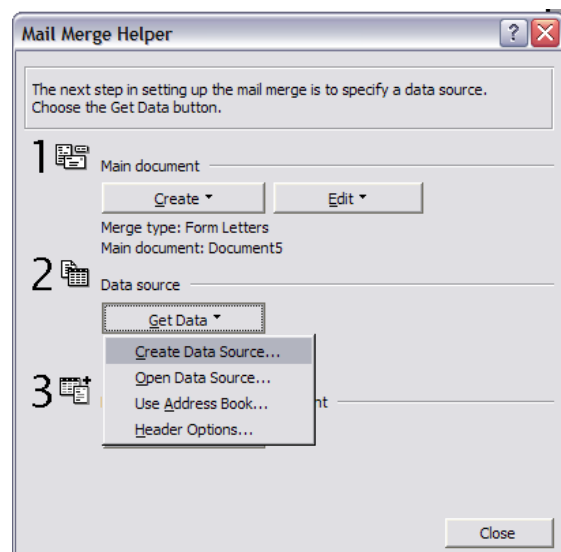 Mail Merge Helper
The next step in setting up the mail merge is to specify a data source.
Choose the Get Data button.
1
Main document
Create
Edit
Merge type: Form Letters
Main document: Document5
2
Data source
Get Data
Create Data Source...
Open Data Source...
Use Address Book...
Header Options...
3
Close